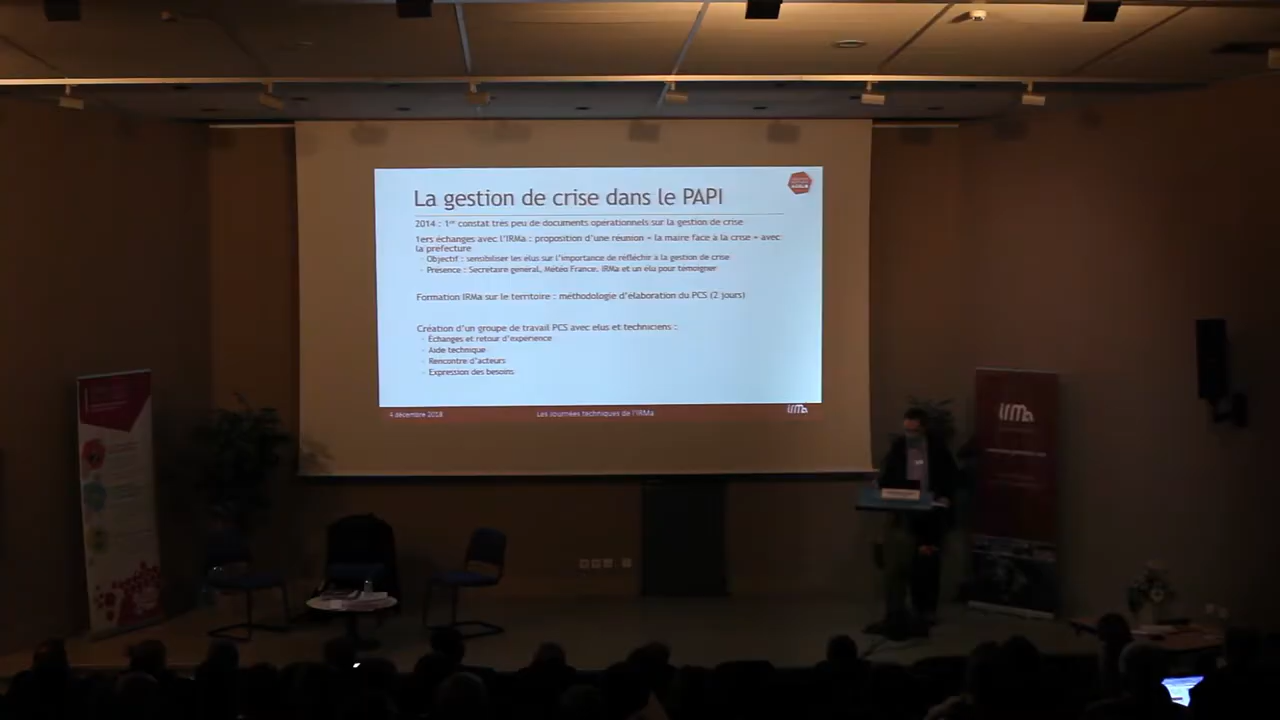 La gestion de crise dans le PAPI
2014 : 1er constat très peu de documents opérationnels sur la gestion de crise
1ers échanges avec l'IRMa : proposition d'une réunion « la maire face à la crise » avec
la préfecture
- Objectif : sensibiliser les élus sur l'importance de réfléchir à la gestion de crise
- Présence : Secrétaire général, Météo France, IRMa et un élu pour témoigner
Formation IRMa sur le territoire : méthodologie d'élaboration du PCS (2 jours)
Création d'un groupe de travail PCS avec élus et techniciens :
- Échanges et retour d'expérience
- Aide technique
- Rencontre d'acteurs
- Expression des besoins
4 décembre 2018
Les Journées techniques de l'IRMa
irma
irma